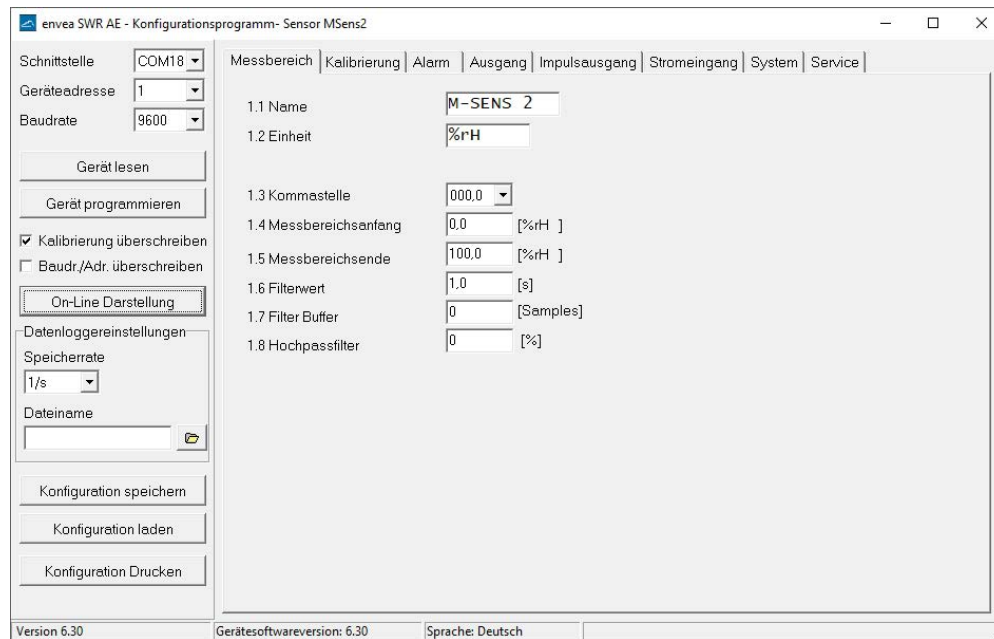 envea SWR AE - Konfigurationsprogramm- Sensor MSens2
Schnittstelle COM18
Geräteadresse 1
Baudrate 9600
Gerät lesen
Gerät programmieren
Kalibrierung überschreiben
Baudr./Adr. überschreiben
On-Line Darstellung
Datenloggereinstellungen
Speicherrate
1/s
Dateiname
Konfiguration speichern
Konfiguration laden
Konfiguration Drucken
Messbereich Kalibrierung Alarm Ausgang Impulsausgang Stromeingang System Service
1.1 Name M-SENS 2
1.2 Einheit %rH
1.3 Kommastelle 000,0
1.4 Messbereichsanfang 0,0 [%rH ]
1.5 Messbereichsende 100,0 [%rH ]
1.6 Filterwert 1,0 [s]
1.7 Filter Buffer 0 [Samples]
1.8 Hochpassfilter 0 [%]
Version 6.30 Gerätesoftwareversion: 6.30 Sprache: Deutsch